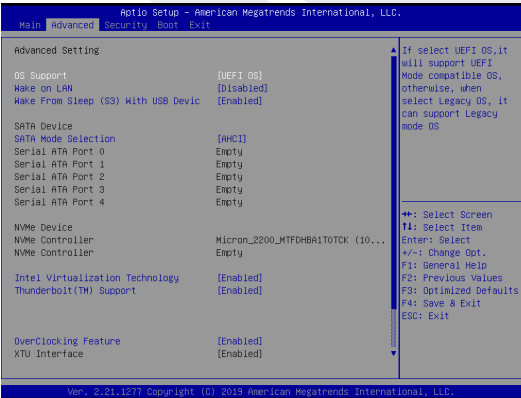 Aptio Setup – American Megatrends International, LLC.
Main Advanced Security Boot Exit
Advanced Setting
OS Support [UEFI OS]
Wake on LAN [Disabled]
Wake From Sleep (S3) With USB Devic [Enabled]
SATA Device
SATA Mode Selection [AHCI]
Serial ATA Port 0 Empty
Serial ATA Port 1 Empty
Serial ATA Port 2 Empty
Serial ATA Port 3 Empty
Serial ATA Port 4 Empty
NVMe Device
NVMe Controller Micron_2200_MTFDHBA1T0TCK (10...
NVMe Controller Empty
Intel Virtualization Technology [Enabled]
Thunderbolt(TM) Support [Enabled]
OverClocking Feature [Enabled]
XTU Interface [Enabled]
If select UEFI OS,it
will support UEFI
Mode compatible OS,
otherwise, when
select Legacy OS, it
can support Legacy
mode OS
→←: Select Screen
↑↓: Select Item
Enter: Select
+/-: Change Opt.
F1: General Help
F2: Previous Values
F3: Optimized Defaults
F4: Save & Exit
ESC: Exit
Ver. 2.21.1277 Copyright (C) 2019 American Megatrends International, LLC.